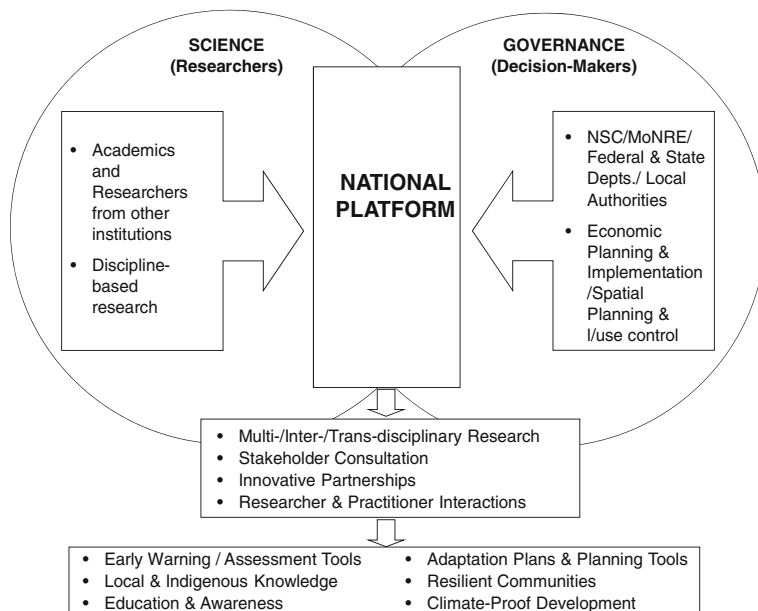 SCIENCE
(Researchers)
GOVERNANCE
(Decision-Makers)
• Academics
and
Researchers
from other
institutions
• Discipline-
based
research
NATIONAL
PLATFORM
• NSC/MoNRE/
Federal & State
Depts./ Local
Authorities
• Economic
Planning &
Implementation
/Spatial
Planning &
l/use control
• Multi-/Inter-/Trans-disciplinary Research
• Stakeholder Consultation
• Innovative Partnerships
• Researcher & Practitioner Interactions
• Early Warning / Assessment Tools
• Local & Indigenous Knowledge
• Education & Awareness
• Adaptation Plans & Planning Tools
• Resilient Communities
• Climate-Proof Development